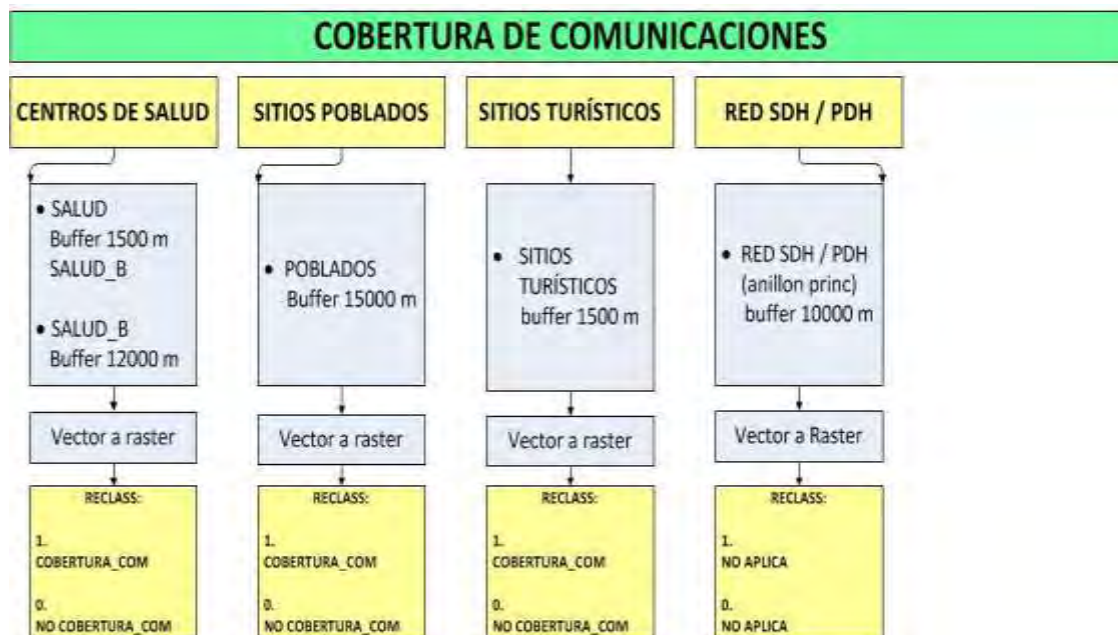 COBERTURA DE COMUNICACIONES
CENTROS DE SALUD
• SALUD
Buffer 1500 m
SALUD_B
• SALUD_B
Buffer 12000 m
Vector a raster
RECLASS:
1.
COBERTURA_COM
0.
NO COBERTURA_COM
SITIOS POBLADOS
• POBLADOS
Buffer 15000 m
Vector a raster
RECLASS:
1.
COBERTURA_COM
0.
NO COBERTURA_COM
SITIOS TURÍSTICOS
• SITIOS
TURÍSTICOS
buffer 1500 m
Vector a raster
RECLASS:
1.
COBERTURA_COM
0.
NO COBERTURA_COM
RED SDH / PDH
• RED SDH / PDH
(anillon princ)
buffer 10000 m
Vector a Raster
RECLASS:
1.
NO APLICA
0.
NO APLICA